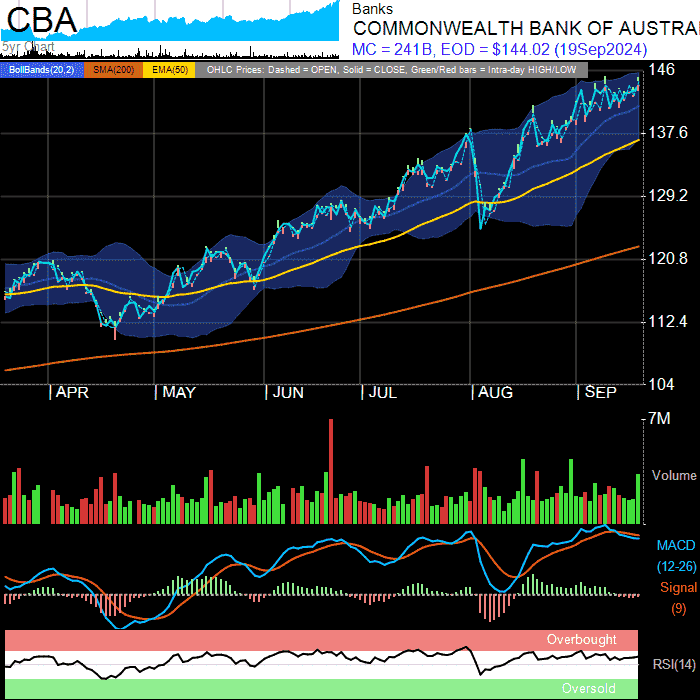 CBA
5yr Chart
Banks
COMMONWEALTH BANK OF AUSTRA
MC = 241B, EOD = $144.02 (19Sep2024)
BollBands(20,2) SMA(200) EMA(50) OHLC Prices: Dashed = OPEN, Solid = CLOSE, Green/Red bars = Intra-day HIGH/LOW
146
137.6
129.2
120.8
112.4
104
APR MAY JUN JUL AUG SEP
7M
Volume
MACD
(12-26)
Signal
(9)
Overbought
RSI(14)
Oversold